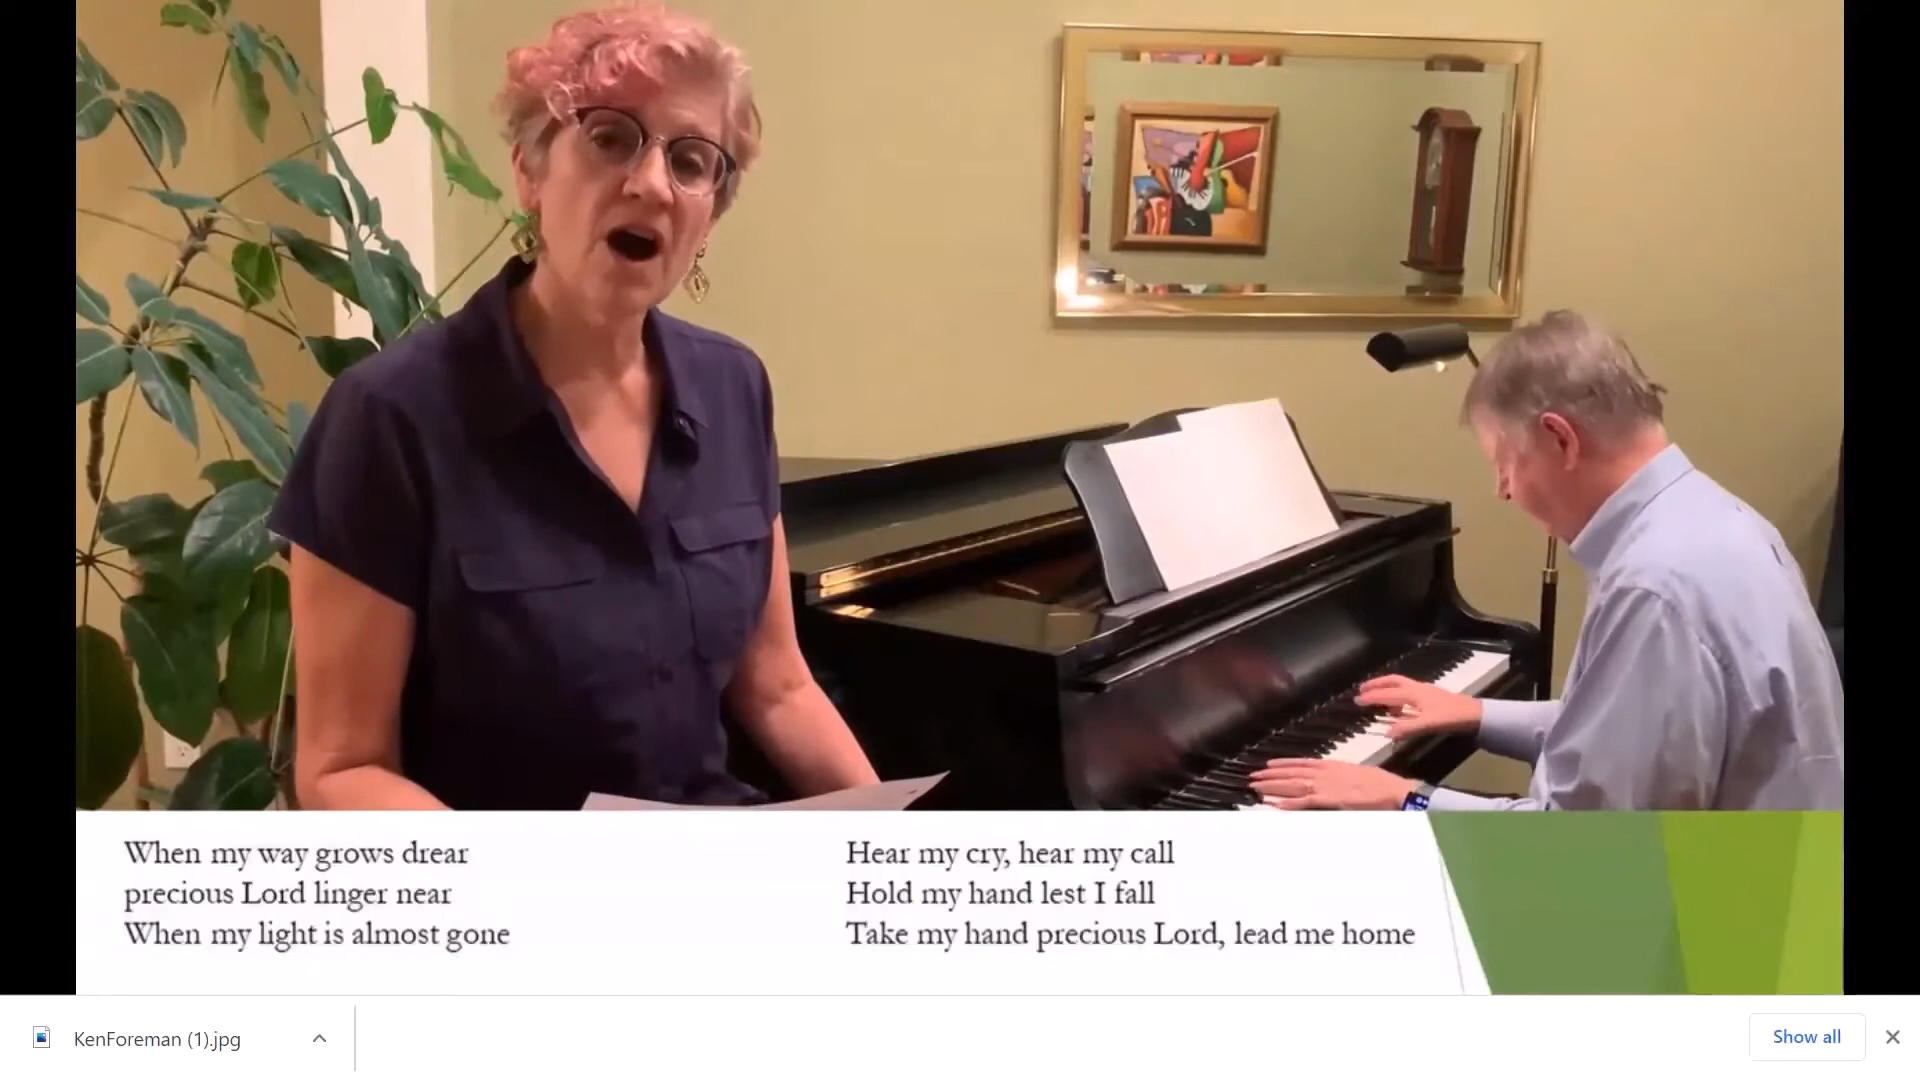 When my way grows drear
precious Lord linger near
When my light is almost gone
Hear my cry, hear my call
Hold my hand lest I fall
Take my hand precious Lord, lead me home
KenForeman (1).jpg
Show all